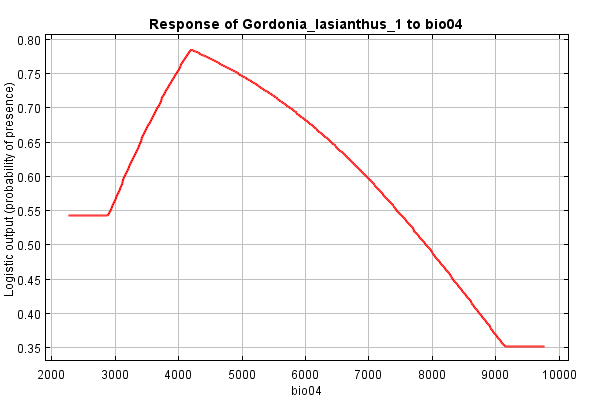 Response of Gordonia_lasianthus_1 to bio04
Logistic output (probability of presence)
0.80
0.75
0.70
0.65
0.60
0.55
0.50
0.45
0.40
0.35
2000 3000 4000 5000 6000 7000 8000 9000 10000
bio04